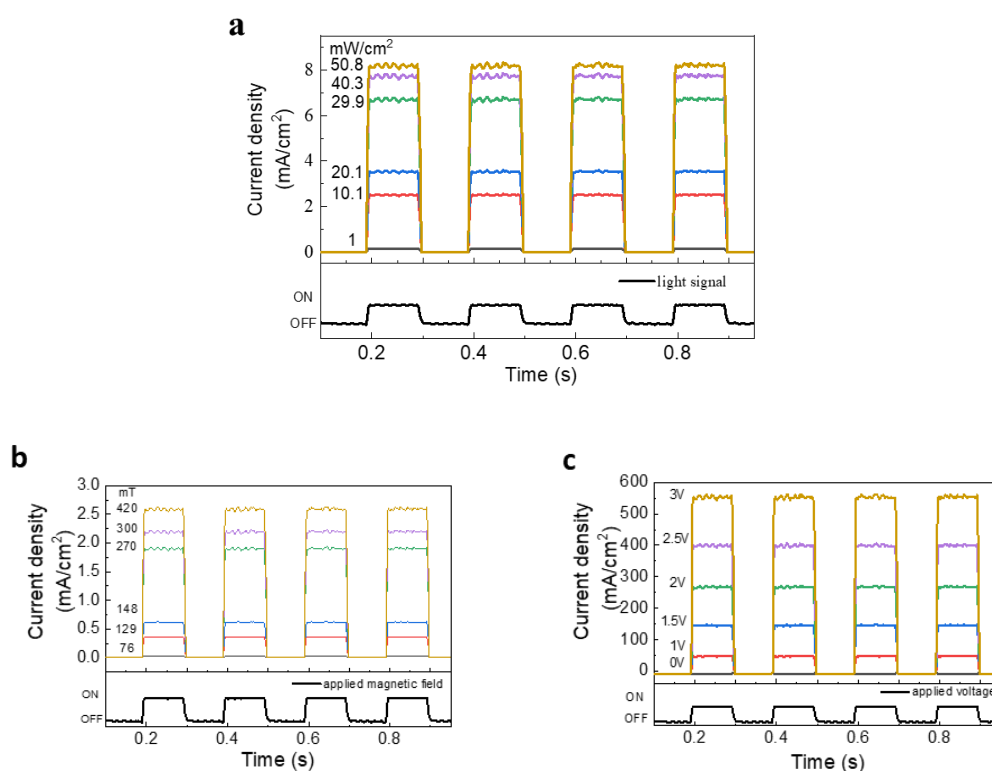 a
mW/cm²
50.8
40.3
29.9
20.1
10.1
1
8
6
4
2
0
Current density
(mA/cm²)
light signal
ON
OFF
0.2 0.4 0.6 0.8
Time (s)
b
mT
420
300
270
148
129
76
3.0
2.5
2.0
1.5
1.0
0.5
0.0
Current density
(mA/cm²)
applied magnetic field
ON
OFF
0.2 0.4 0.6 0.8
Time (s)
c
3V
2.5V
2V
1.5V
1V
0V
600
500
400
300
200
100
0
Current density
(mA/cm²)
applied voltage
ON
OFF
0.2 0.4 0.6 0.8
Time (s)